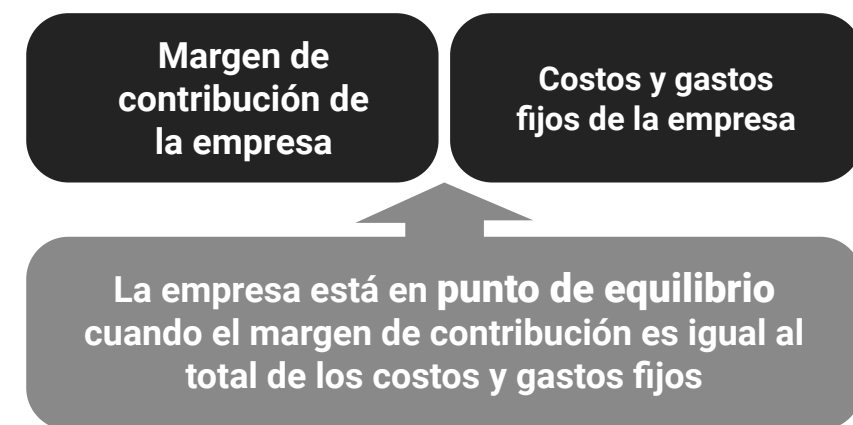 Margen de
contribución de
la empresa
Costos y gastos
fijos de la empresa
La empresa está en punto de equilibrio
cuando el margen de contribución es igual al
total de los costos y gastos fijos